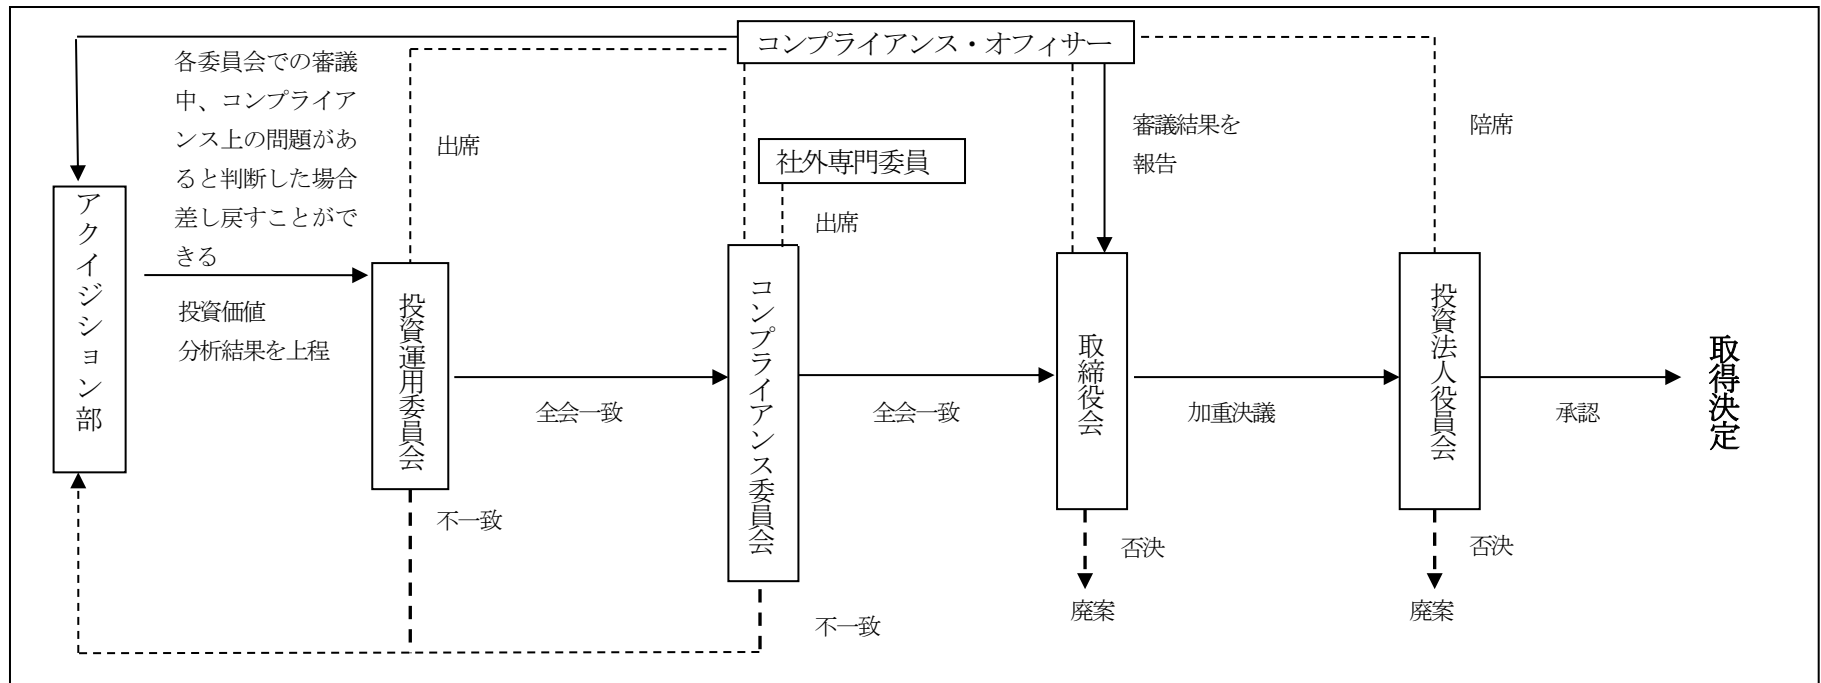 コンプライアンス・オフィサー
各委員会での審議
中、コンプライア
ンス上の問題があ
ると判断した場合
差し戻すことがで
きる
出席
社外専門委員
出席
審議結果を
報告
陪席
アクイジション部
投資価値
分析結果を上程
投資運用委員会
全会一致
コンプライアンス委員会
全会一致
取締役会
加重決議
投資法人役員会
承認
取得決定
不一致
不一致
否決
廃案
否決
廃案